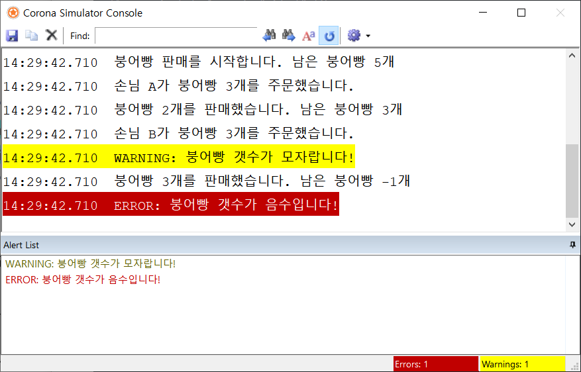 Corona Simulator Console
Find:
14:29:42.710 붕어빵 판매를 시작합니다. 남은 붕어빵 5개
14:29:42.710 손님 A가 붕어빵 3개를 주문했습니다.
14:29:42.710 붕어빵 2개를 판매했습니다. 남은 붕어빵 3개
14:29:42.710 손님 B가 붕어빵 3개를 주문했습니다.
14:29:42.710 WARNING: 붕어빵 갯수가 모자랍니다!
14:29:42.710 붕어빵 3개를 판매했습니다. 남은 붕어빵 -1개
14:29:42.710 ERROR: 붕어빵 갯수가 음수입니다!
Alert List
WARNING: 붕어빵 갯수가 모자랍니다!
ERROR: 붕어빵 갯수가 음수입니다!
Errors: 1 Warnings: 1